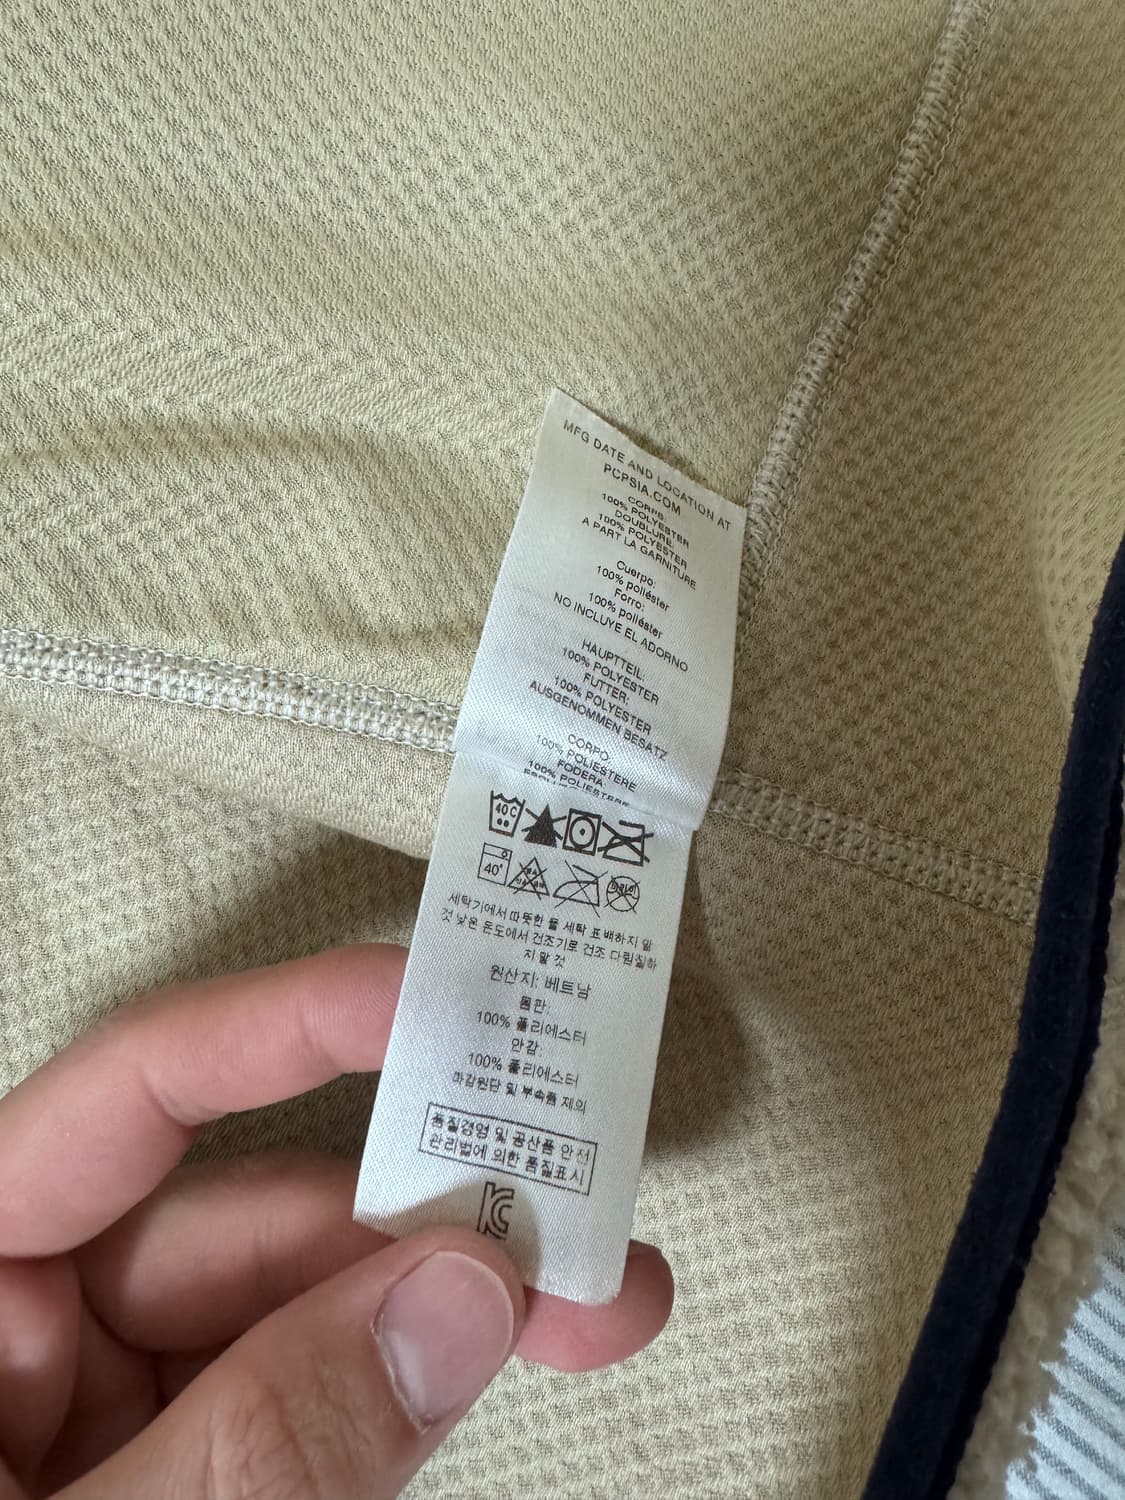 MFG DATE AND LOCATION AT
PCPSIA.COM
CORPS:
100% POLYESTER
DOUBLURE:
100% POLYESTER
A PART LA GARNITURE
Cuerpo:
100% poliéster
Forro:
100% poliéster
NO INCLUYE EL ADORNO
HAUPTTEIL:
100% POLYESTER
FUTTER:
100% POLYESTER
AUSGENOMMEN BESATZ
CORPO:
100% POLIESTERE
FODERA:
100% POLIESTERE
40C
40°
세탁기에서 따뜻한 물 세탁 표백하지 말
것 낮은 온도에서 건조기로 건조 다림질하
지 말 것
원산지: 베트남
몸판:
100% 폴리에스터
안감:
100% 폴리에스터
마감원단 및 부속품 제외
품질경영 및 공산품 안전
관리법에 의한 품질표시
KC